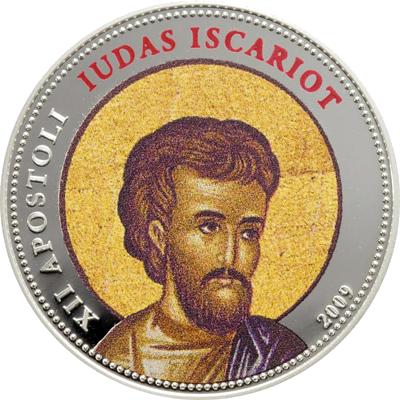 XII APOSTOLI
IUDAS ISCARIOT
2009